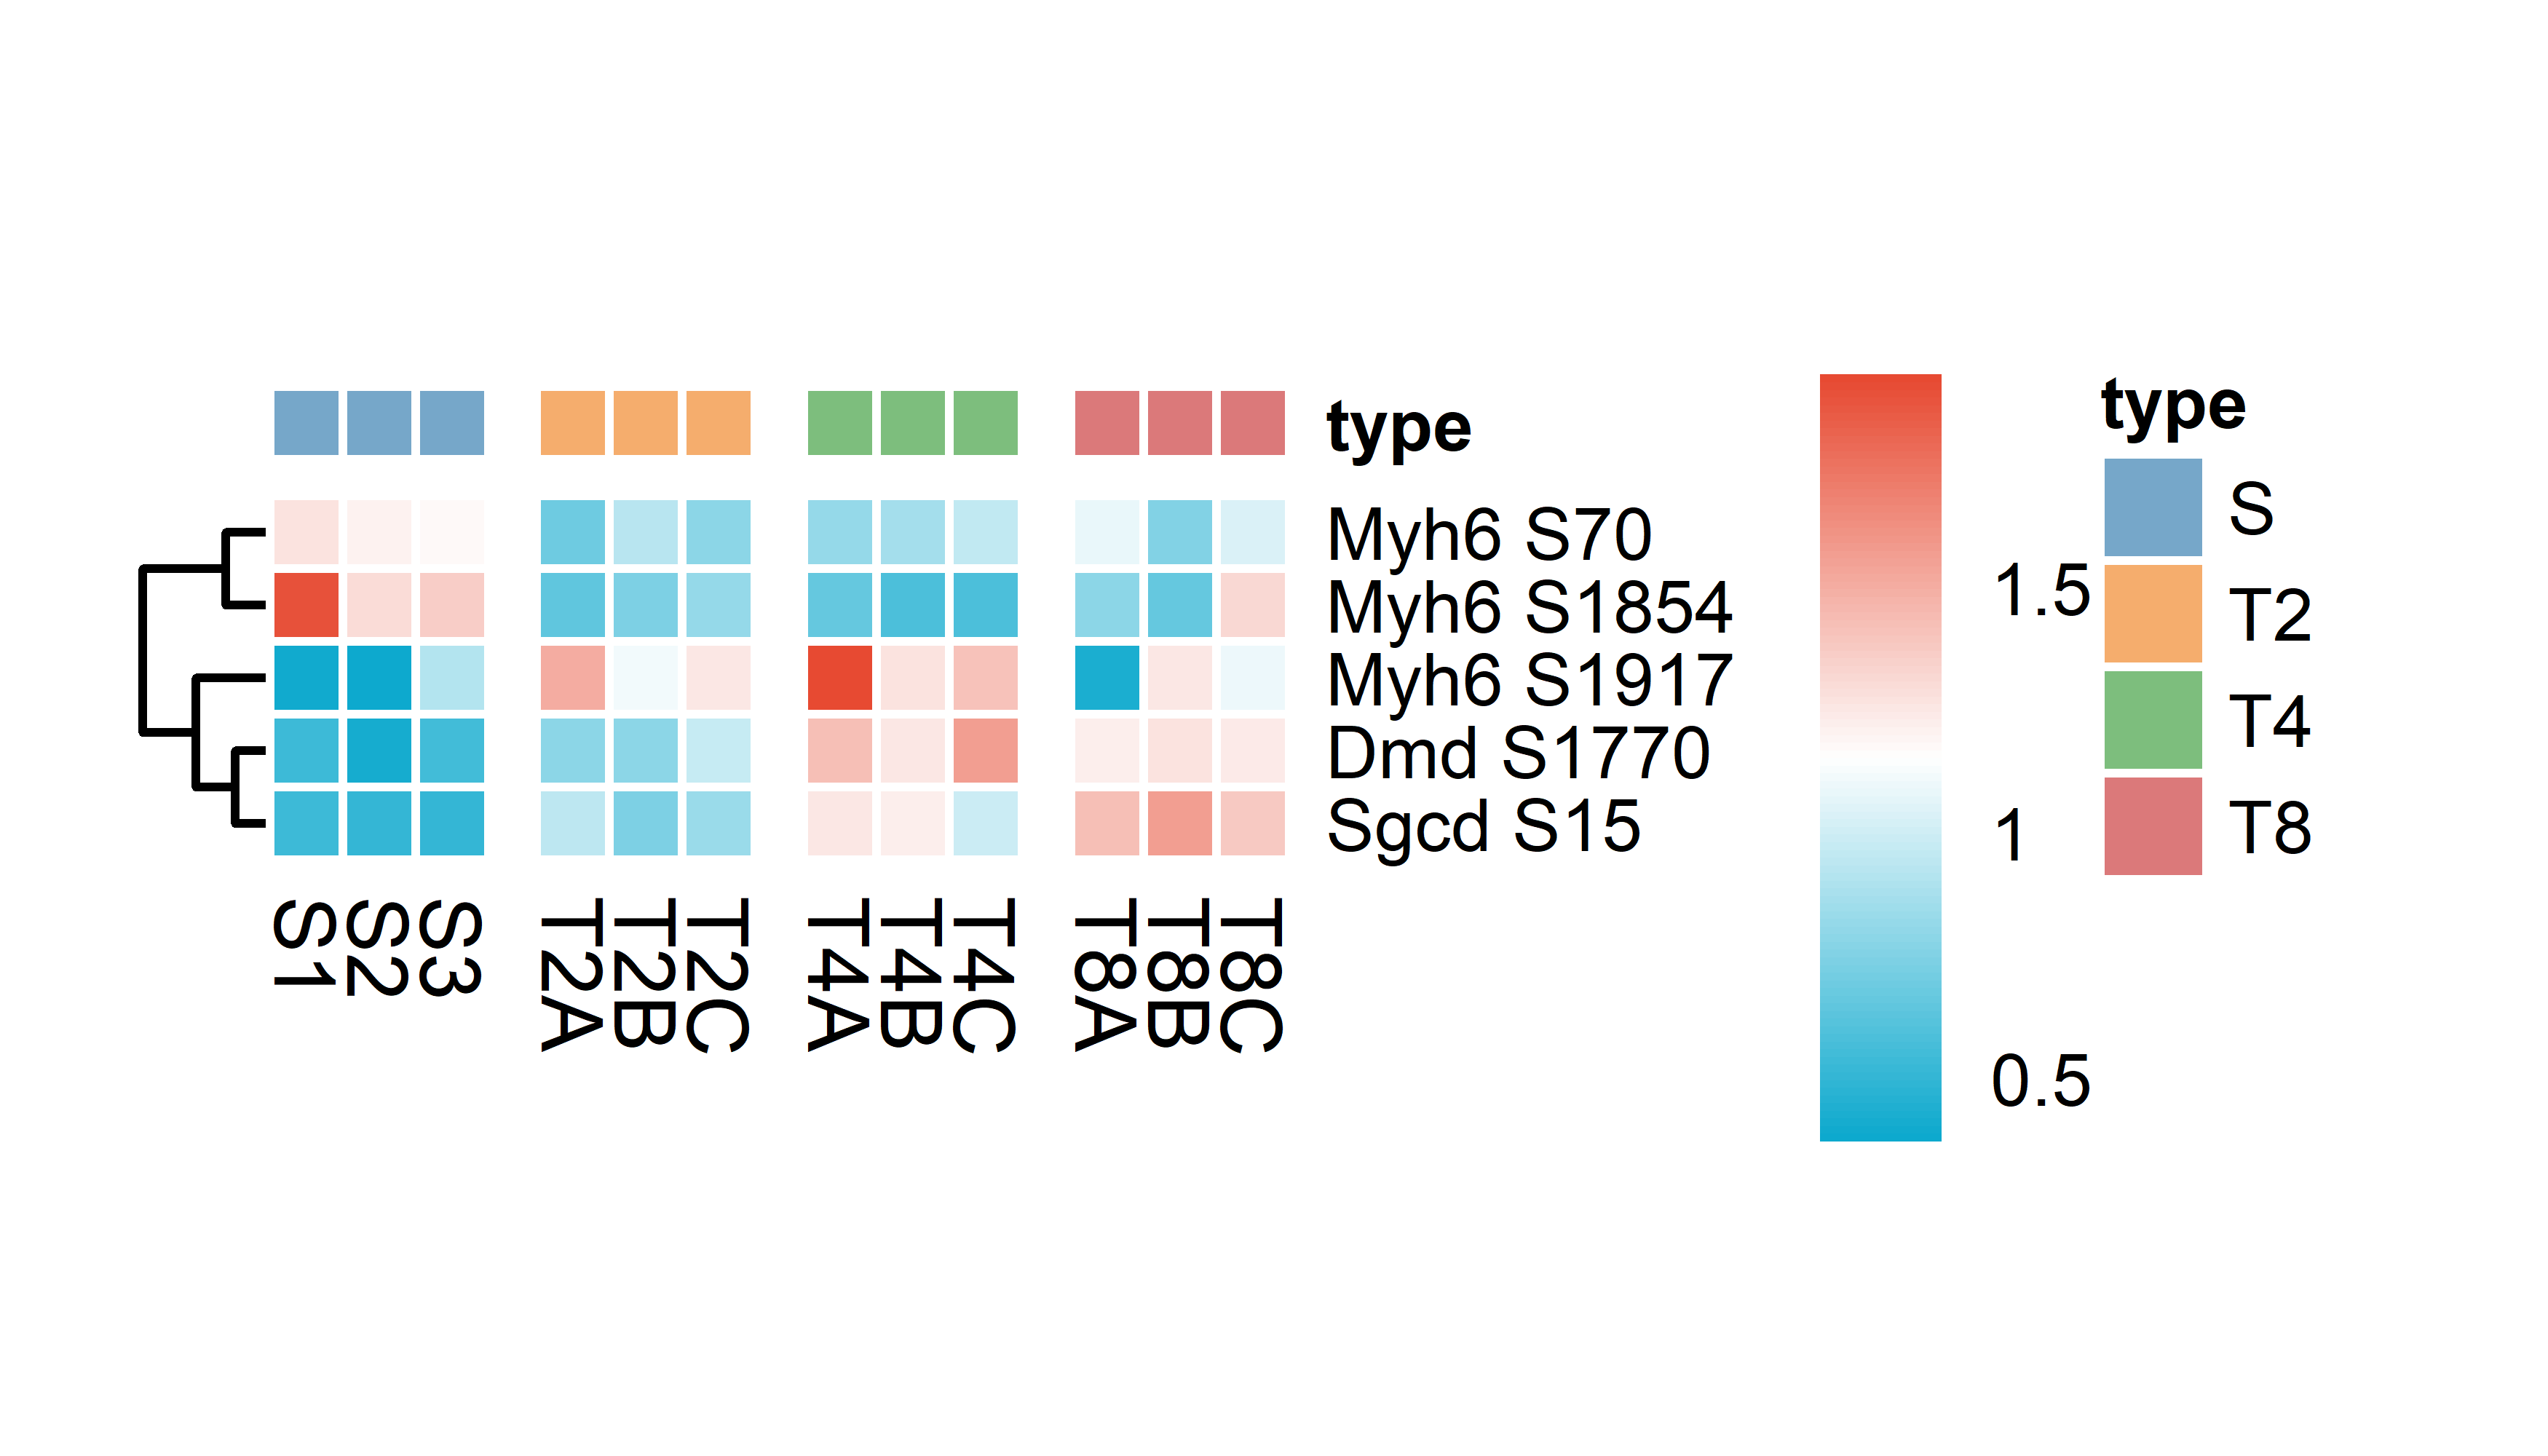 type
Myh6 S70
Myh6 S1854
Myh6 S1917
Dmd S1770
Sgcd S15
S1
S2
S3
T2A
T2B
T2C
T4A
T4B
T4C
T8A
T8B
T8C
1.5
1
0.5
type
S
T2
T4
T8